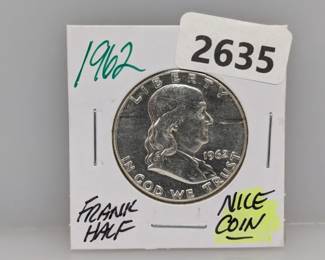 1962
2635
LIBERTY
1962
IN GOD WE TRUST
FRANK
HALF
NICE
COIN